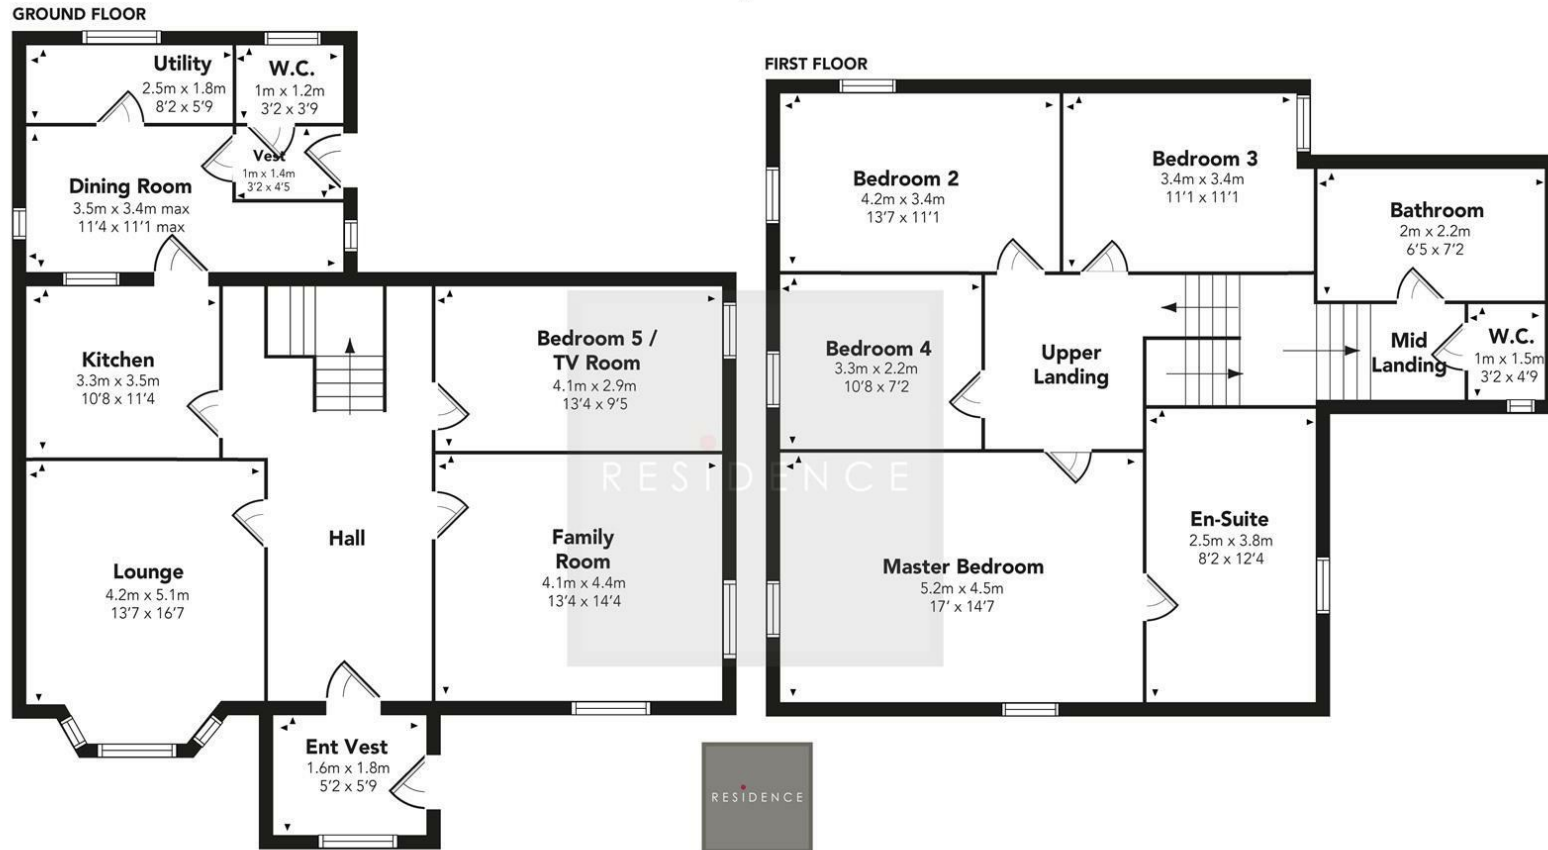 GROUND FLOOR
Utility
2.5m x 1.8m
8'2 x 5'9
W.C.
1m x 1.2m
3'2 x 3'9
Vest
1m x 1.4m
3'2 x 4'5
Dining Room
3.5m x 3.4m max
11'4 x 11'1 max
Kitchen
3.3m x 3.5m
10'8 x 11'4
Bedroom 5 /
TV Room
4.1m x 2.9m
13'4 x 9'5
Hall
Lounge
4.2m x 5.1m
13'7 x 16'7
Family
Room
4.1m x 4.4m
13'4 x 14'4
Ent Vest
1.6m x 1.8m
5'2 x 5'9
FIRST FLOOR
Bedroom 2
4.2m x 3.4m
13'7 x 11'1
Bedroom 3
3.4m x 3.4m
11'1 x 11'1
Bathroom
2m x 2.2m
6'5 x 7'2
Bedroom 4
3.3m x 2.2m
10'8 x 7'2
Upper
Landing
Mid
Landing
W.C.
1m x 1.5m
3'2 x 4'9
Master Bedroom
5.2m x 4.5m
17' x 14'7
En-Suite
2.5m x 3.8m
8'2 x 12'4
RESIDENCE
RESIDENCE